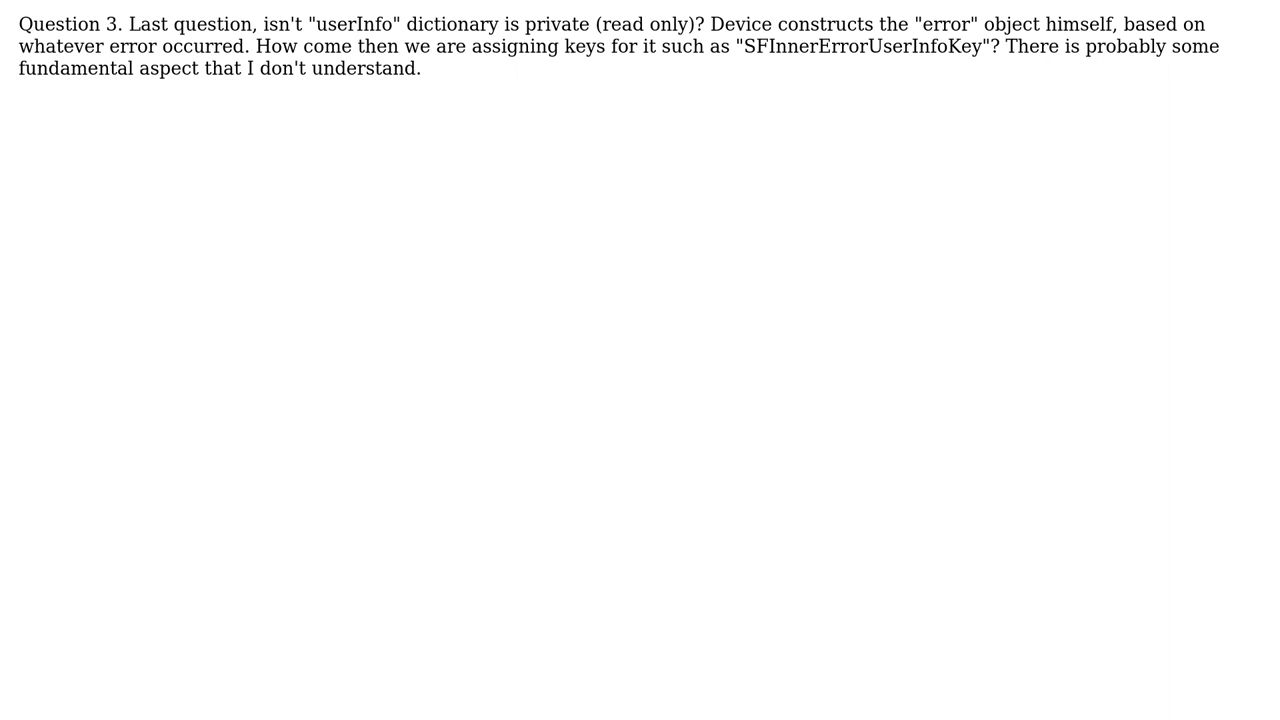 Question 3. Last question, isn't "userInfo" dictionary is private (read only)? Device constructs the "error" object himself, based on
whatever error occurred. How come then we are assigning keys for it such as "SFInnerErrorUserInfoKey"? There is probably some
fundamental aspect that I don't understand.